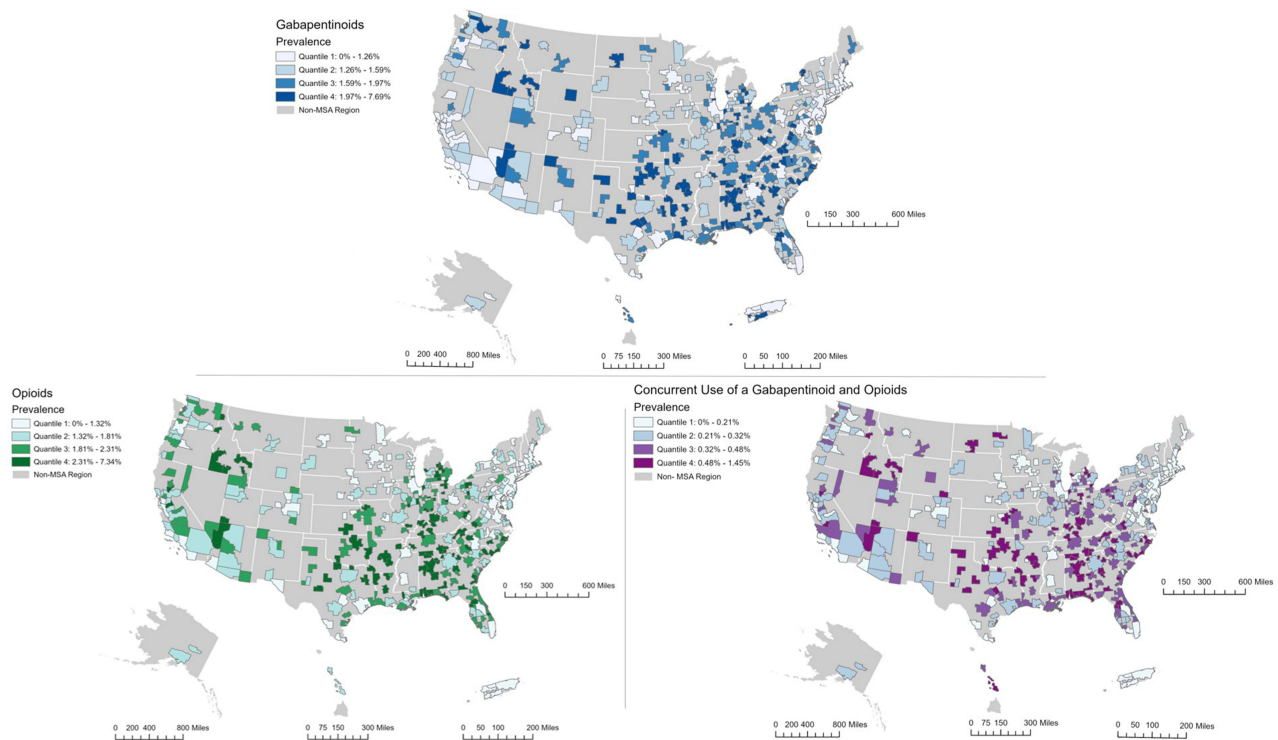 Gabapentinoids
Prevalence
Quantile 1: 0% - 1.26%
Quantile 2: 1.26% - 1.59%
Quantile 3: 1.59% - 1.97%
Quantile 4: 1.97% - 7.69%
Non-MSA Region
0 150 300 600 Miles
0 200 400 800 Miles
0 75 150 300 Miles
0 50 100 200 Miles
Opioids
Prevalence
Quantile 1: 0% - 1.32%
Quantile 2: 1.32% - 1.81%
Quantile 3: 1.81% - 2.31%
Quantile 4: 2.31% - 7.34%
Non-MSA Region
0 150 300 600 Miles
0 200 400 800 Miles
0 75 150 300 Miles
0 50 100 200 Miles
Concurrent Use of a Gabapentinoid and Opioids
Prevalence
Quantile 1: 0% - 0.21%
Quantile 2: 0.21% - 0.32%
Quantile 3: 0.32% - 0.48%
Quantile 4: 0.48% - 1.45%
Non- MSA Region
0 150 300 600 Miles
0 200 400 800 Miles
0 75 150 300 Miles
0 50 100 200 Miles